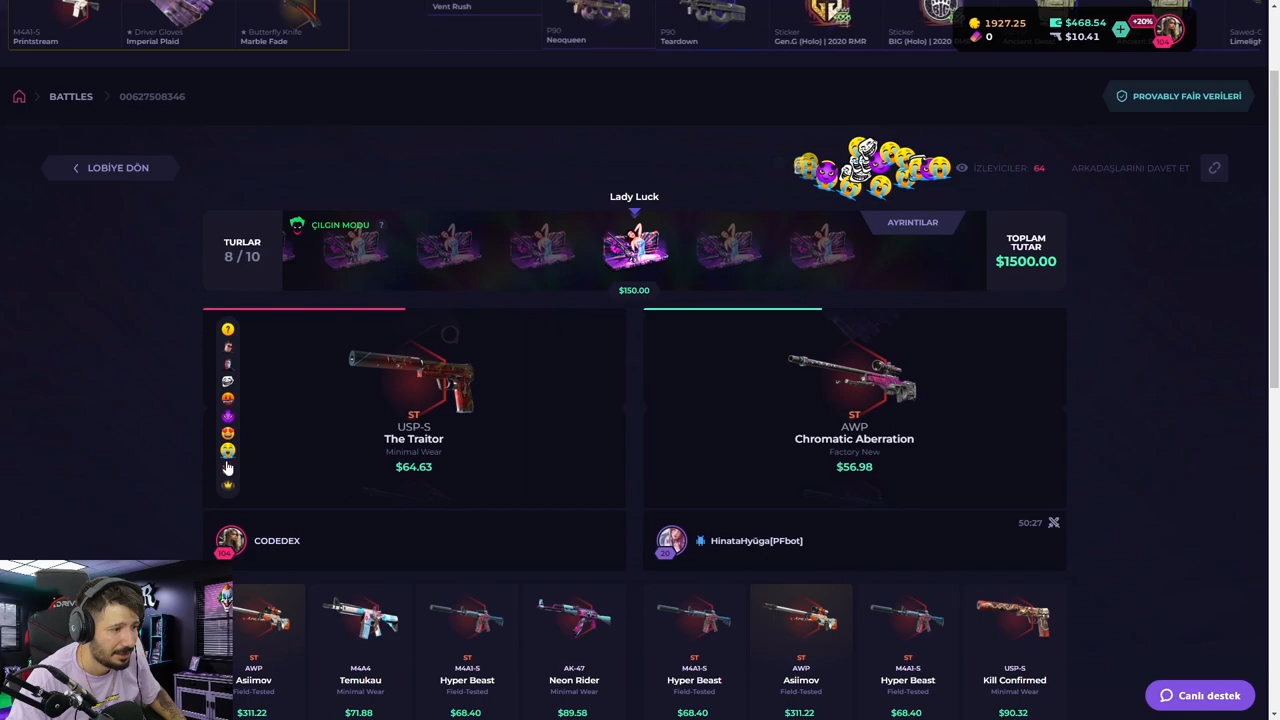 M4A1-S
Printstream
★ Driver Gloves
Imperial Plaid
★ Butterfly Knife
Marble Fade
Vent Rush
P90
Neoqueen
P90
Teardown
Sticker
Gen.G (Holo) | 2020 RMR
Sticker
BIG (Holo) | 2020
Sawed-O
Limeligh
1927.25
0
$468.54
$10.41
+20%
104
BATTLES
00627508346
PROVABLY FAİR VERİLERİ
LOBİYE DÖN
İZLEYİCİLER: 64
ARKADAŞLARINI DAVET ET
Lady Luck
TURLAR
8 / 10
ÇILGIN MODU ?
AYRINTILAR
TOPLAM
TUTAR
$1500.00
$150.00
ST
USP-S
The Traitor
Minimal Wear
$64.63
ST
AWP
Chromatic Aberration
Factory New
$56.98
104
CODEDEX
20
HinataHyüga[PFbot]
50:27
ST
AWP
Asiimov
Field-Tested
$311.22
M4A4
Temukau
Minimal Wear
$71.88
ST
M4A1-S
Hyper Beast
Field-Tested
$68.40
AK-47
Neon Rider
Minimal Wear
$89.58
ST
M4A1-S
Hyper Beast
Field-Tested
$68.40
ST
AWP
Asiimov
Field-Tested
$311.22
ST
M4A1-S
Hyper Beast
Field-Tested
$68.40
USP-S
Kill Confirmed
Minimal Wear
$90.32
Canlı destek